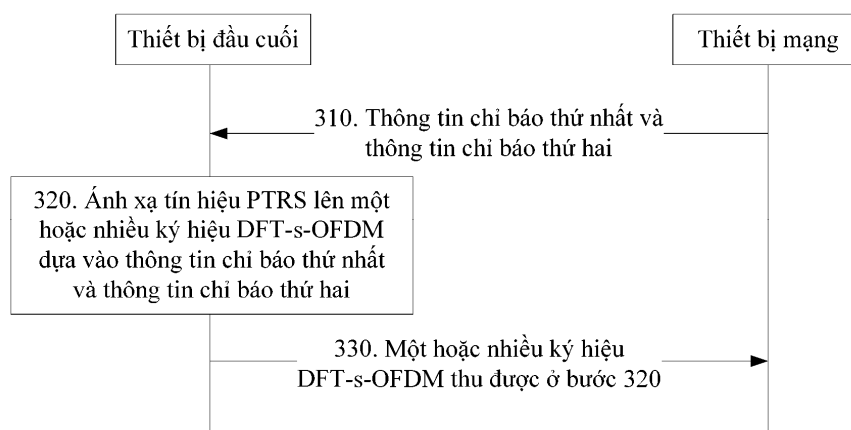 Thiết bị đầu cuối
Thiết bị mạng
310. Thông tin chỉ báo thứ nhất và
thông tin chỉ báo thứ hai
320. Ánh xạ tín hiệu PTRS lên một
hoặc nhiều ký hiệu DFT-s-OFDM
dựa vào thông tin chỉ báo thứ nhất
và thông tin chỉ báo thứ hai
330. Một hoặc nhiều ký hiệu
DFT-s-OFDM thu được ở bước 320